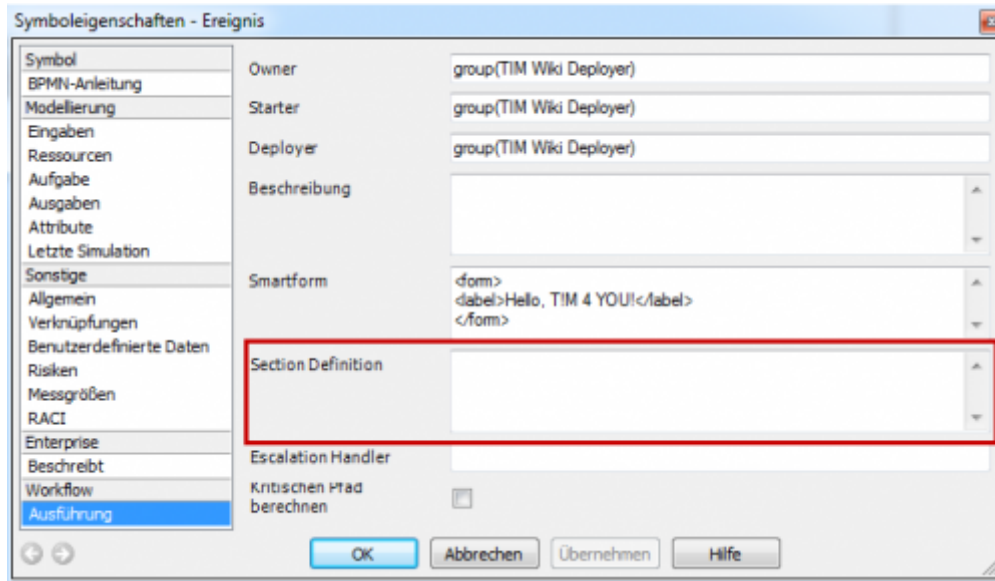 Symboleigenschaften - Ereignis
Symbol
BPMN-Anleitung
Modellierung
Eingaben
Ressourcen
Aufgabe
Ausgaben
Attribute
Letzte Simulation
Sonstige
Allgemein
Verknüpfungen
Benutzerdefinierte Daten
Risiken
Messgrößen
RACI
Enterprise
Beschreibt
Workflow
Ausführung
Owner group(TIM Wiki Deployer)
Starter group(TIM Wiki Deployer)
Deployer group(TIM Wiki Deployer)
Beschreibung
Smartform <form>
<label>Hello, T!M 4 YOU!</label>
</form>
Section Definition
Escalation Handler
Kritischen Pfad
berechnen
OK Abbrechen Übernehmen Hilfe